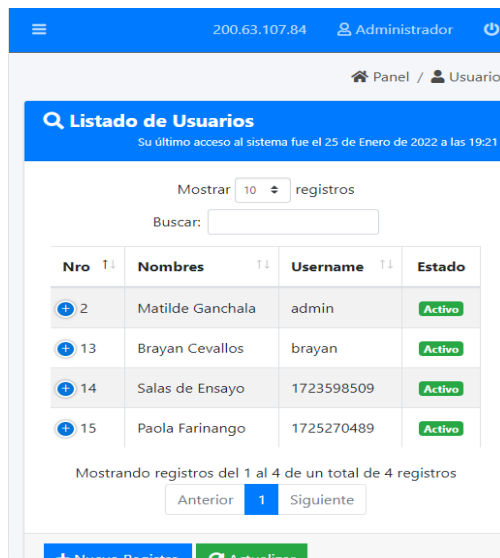 200.63.107.84 Administrador
Panel / Usuario
Listado de Usuarios
Su último acceso al sistema fue el 25 de Enero de 2022 a las 19:21
Mostrar 10 registros
Buscar:
Nro Nombres Username Estado
2 Matilde Ganchala admin Activo
13 Brayan Cevallos brayan Activo
14 Salas de Ensayo 1723598509 Activo
15 Paola Farinango 1725270489 Activo
Mostrando registros del 1 al 4 de un total de 4 registros
Anterior 1 Siguiente
+ Nuevo Registro Actualizar